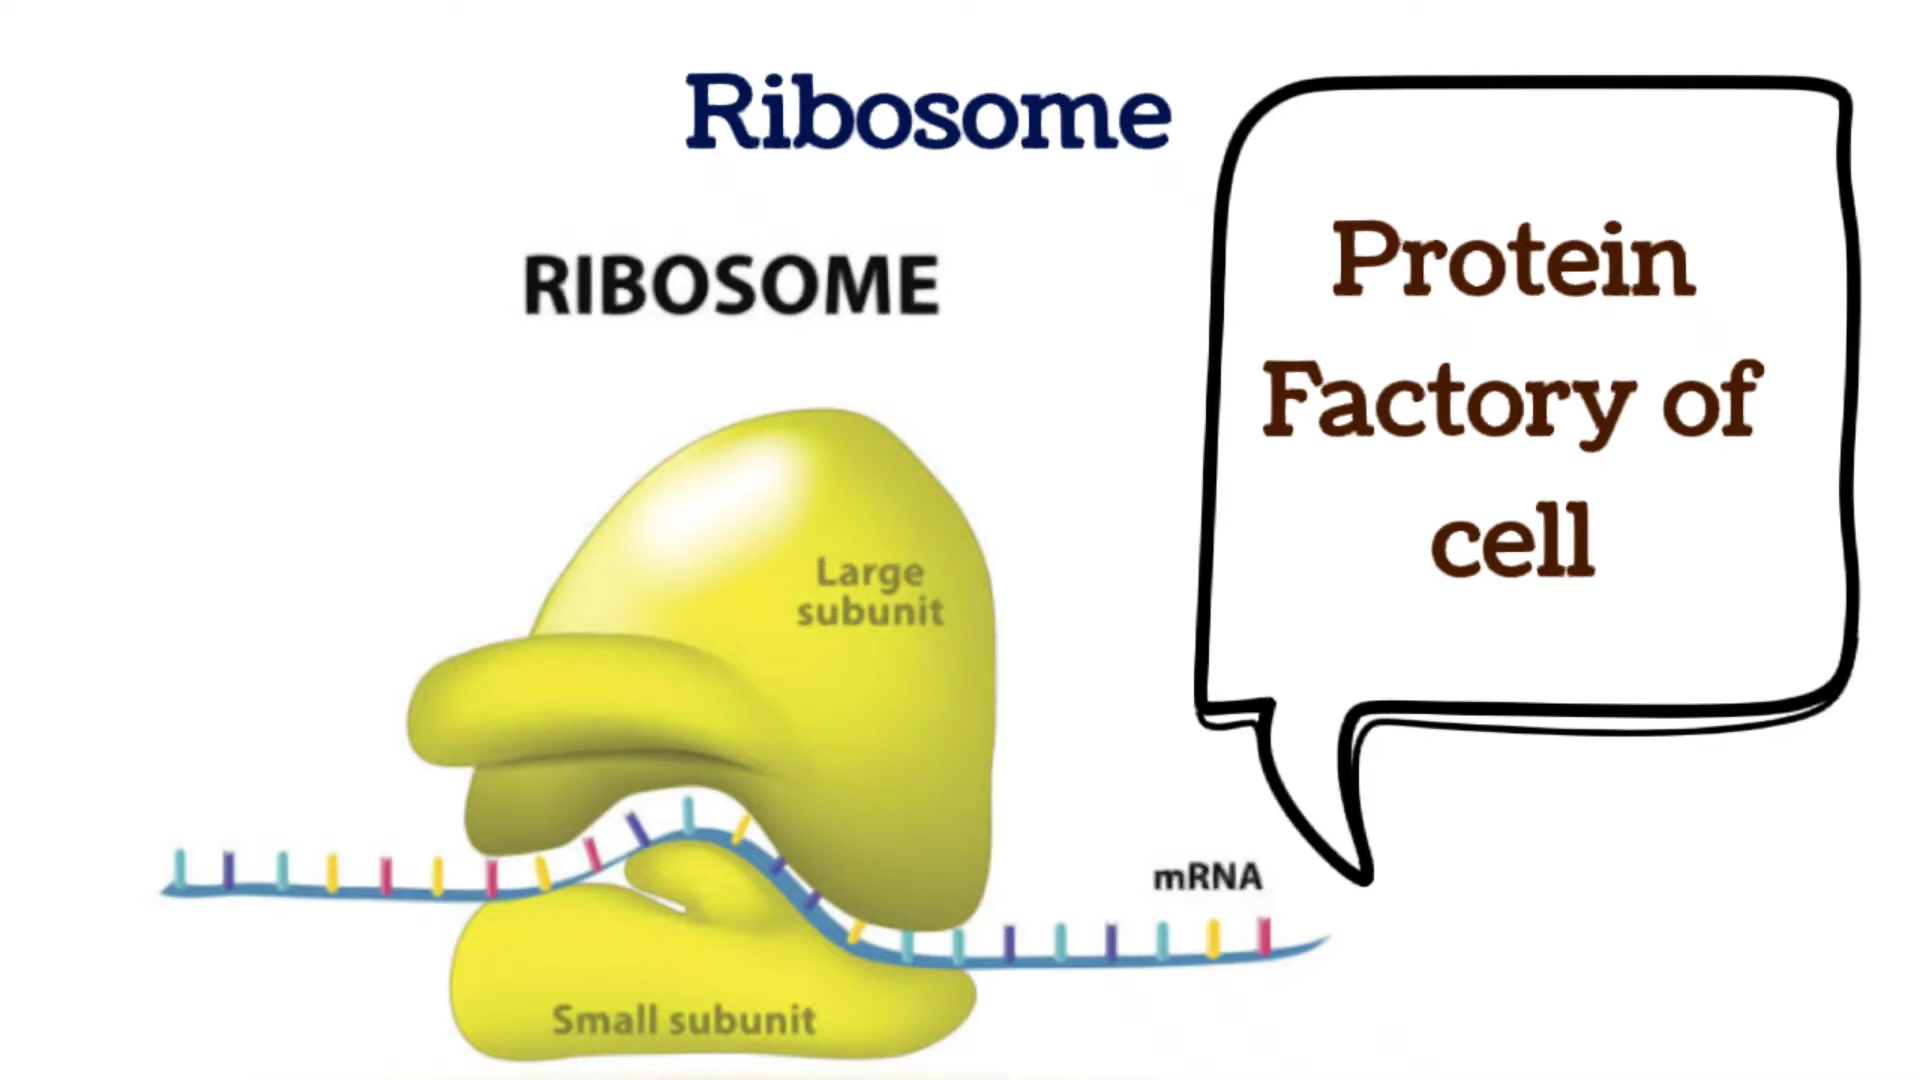 Ribosome
RIBOSOME
Protein
Factory of
cell
Large
subunit
mRNA
Small subunit